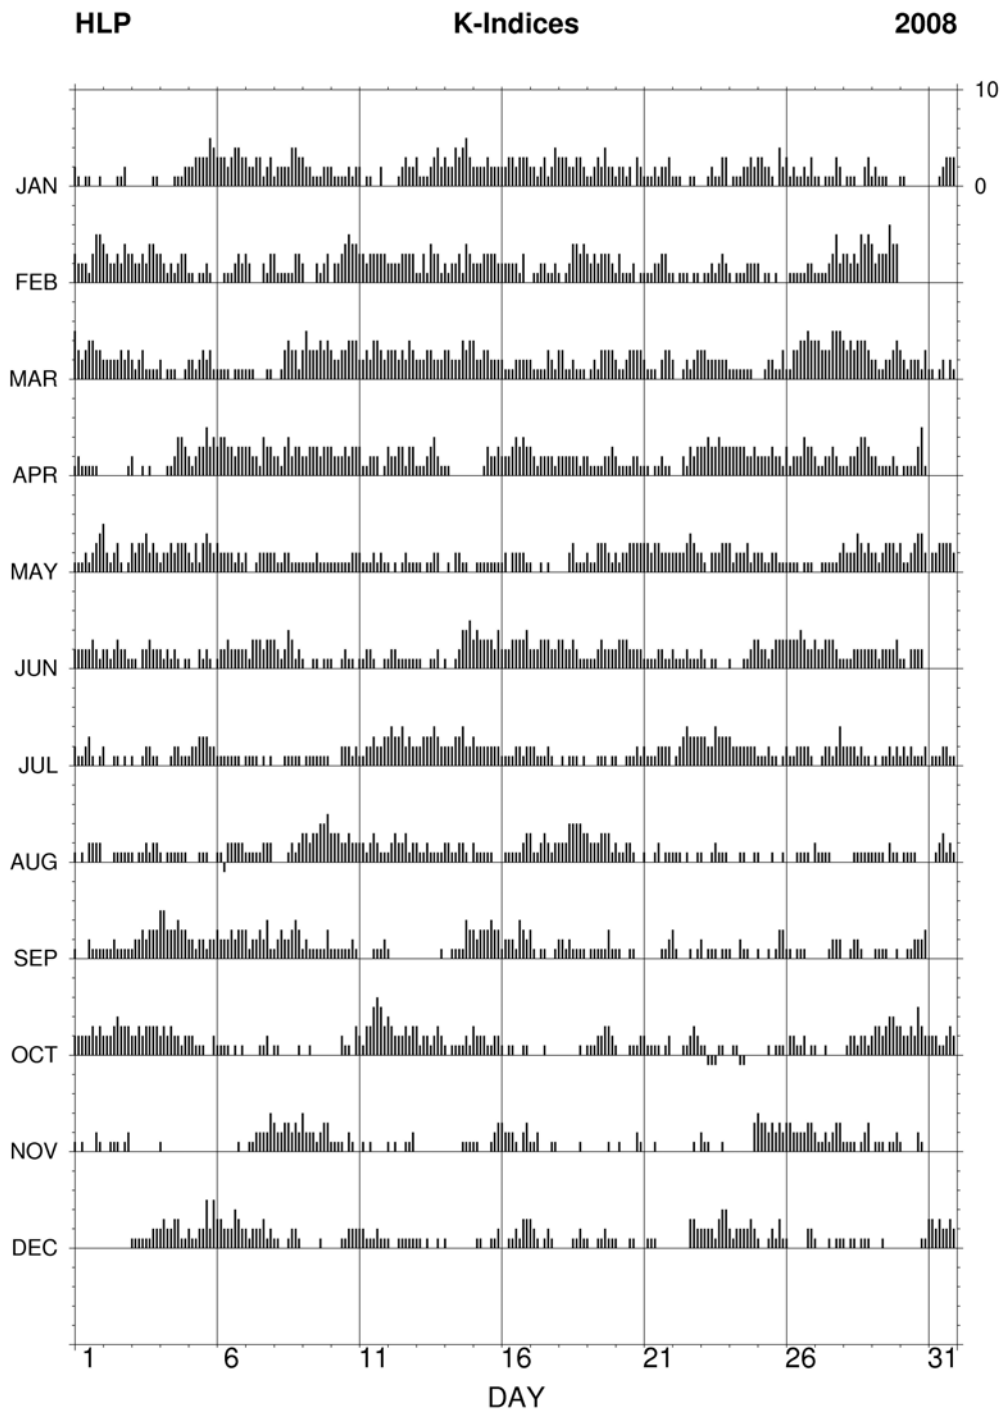 HLP K-Indices 2008
10
JAN 0
FEB
MAR
APR
MAY
JUN
JUL
AUG
SEP
OCT
NOV
DEC
1 6 11 16 21 26 31
DAY